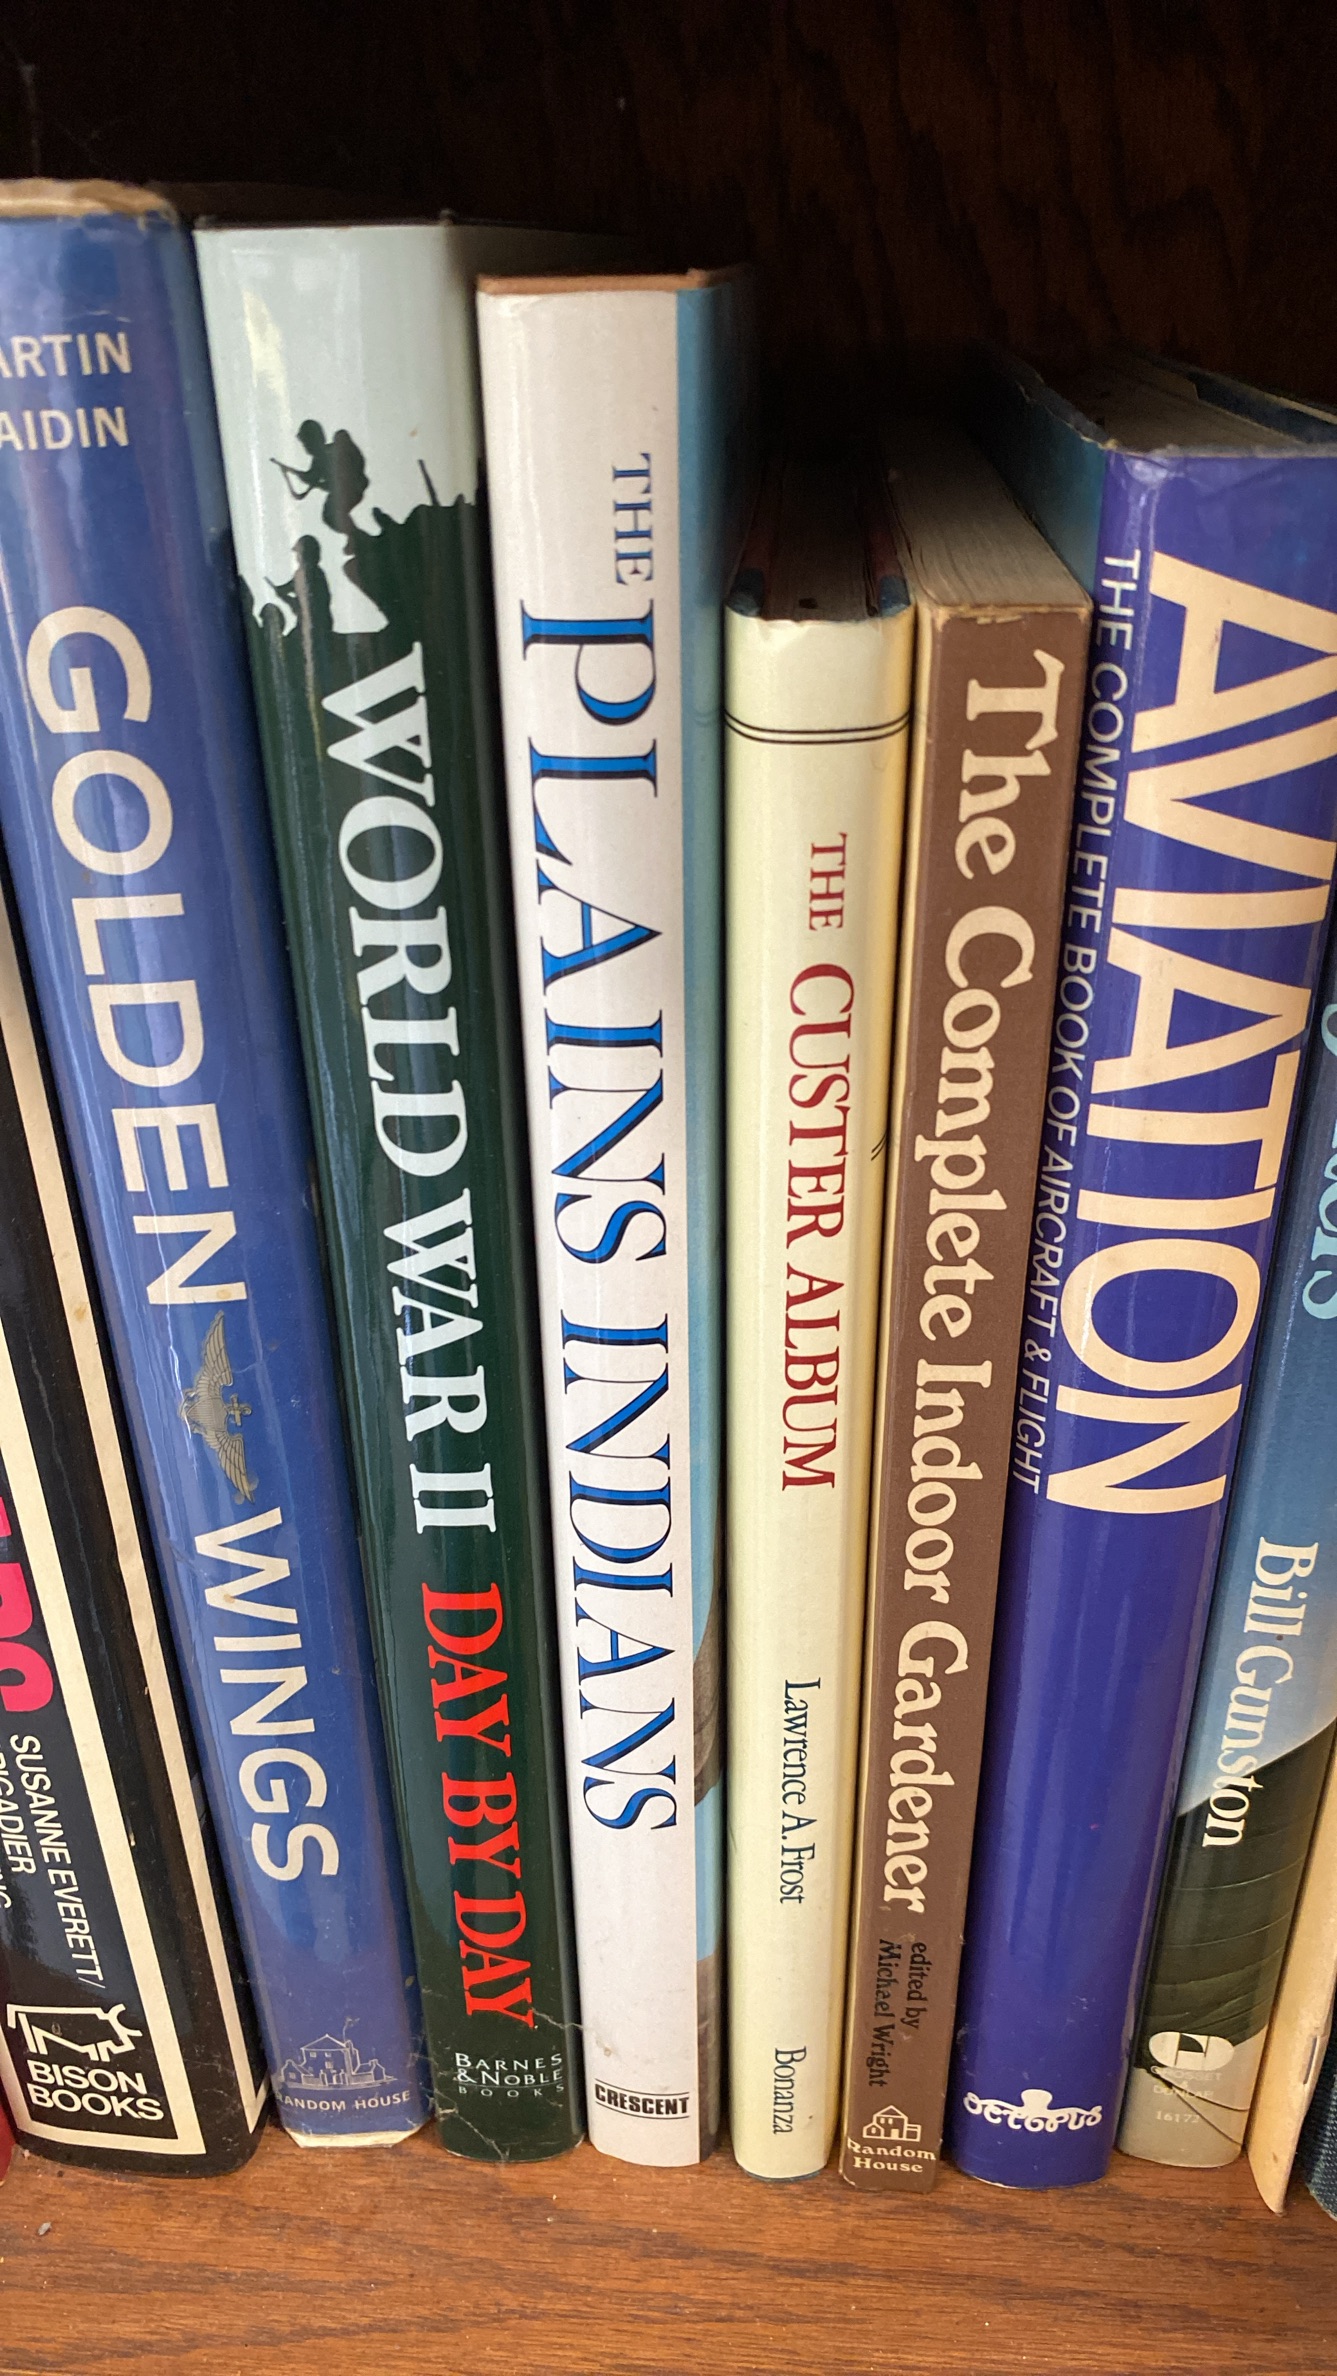 SUSANNE EVERETT/
BISON
BOOKS
ARTIN
AIDIN
GOLDEN WINGS
RANDOM HOUSE
WORLD WAR II DAY BY DAY
BARNES
&NOBLE
BOOKS
THE PLAINS INDIANS
CRESCENT
THE CUSTER ALBUM
Lawrence A. Frost
Bonanza
The Complete Indoor Gardener
edited by
Michael Wright
Random
House
AVIATION
THE COMPLETE BOOK OF AIRCRAFT & FLIGHT
octopus
Bill Gunston
GROSSET
DUNLAP
16172